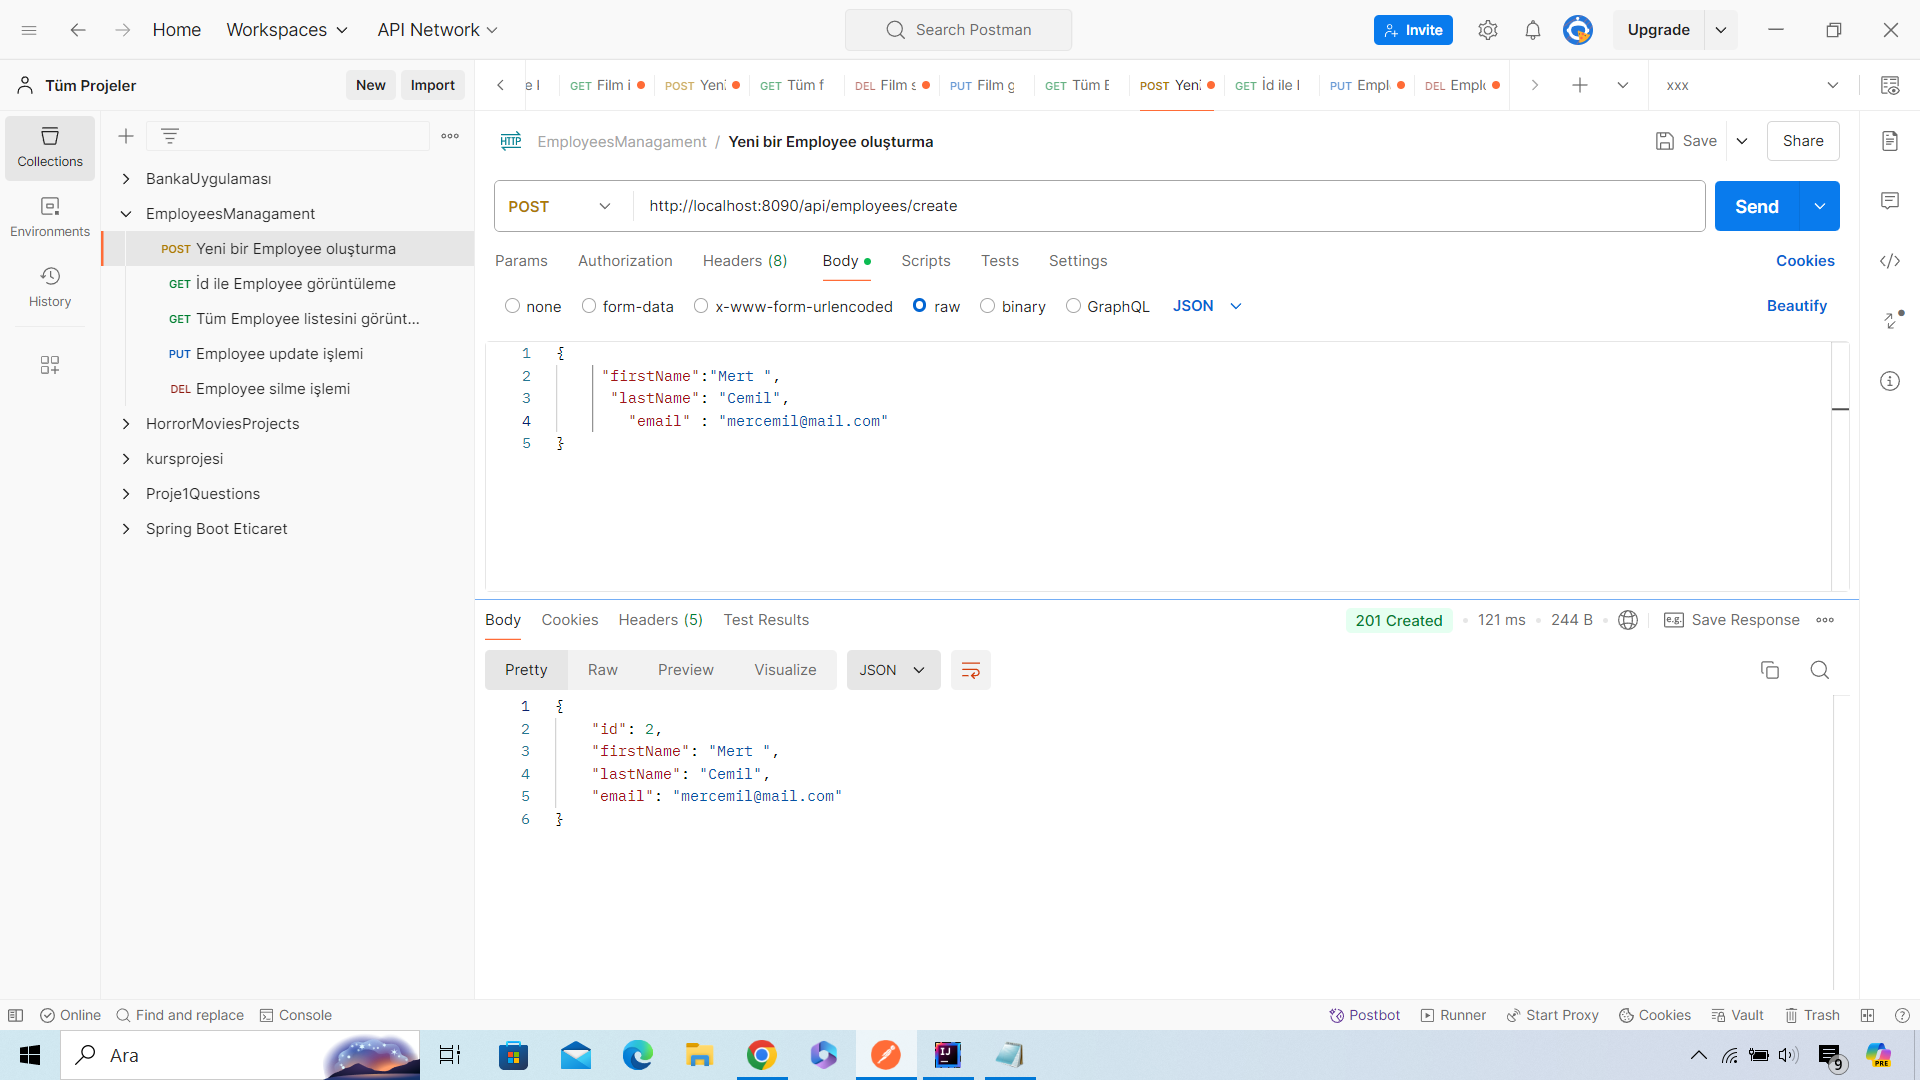 Home Workspaces API Network Search Postman Invite Upgrade
Tüm Projeler New Import
e l GET Film i POST Yeni GET Tüm f DEL Film s PUT Film g GET Tüm E POST Yeni GET İd ile l PUT Empl DEL Empl xxx
Collections
Environments
History
BankaUygulaması
EmployeesManagament
POST Yeni bir Employee oluşturma
GET İd ile Employee görüntüleme
GET Tüm Employee listesini görünt...
PUT Employee update işlemi
DEL Employee silme işlemi
HorrorMoviesProjects
kursprojesi
Proje1Questions
Spring Boot Eticaret
HTTP EmployeesManagament / Yeni bir Employee oluşturma Save Share
POST http://localhost:8090/api/employees/create Send
Params Authorization Headers (8) Body Scripts Tests Settings Cookies
none form-data x-www-form-urlencoded raw binary GraphQL JSON Beautify
1 {
2 "firstName":"Mert ",
3 "lastName": "Cemil",
4 "email" : "mercemil@mail.com"
5 }
Body Cookies Headers (5) Test Results 201 Created 121 ms 244 B e.g. Save Response
Pretty Raw Preview Visualize JSON
1 {
2 "id": 2,
3 "firstName": "Mert ",
4 "lastName": "Cemil",
5 "email": "mercemil@mail.com"
6 }
Online Find and replace Console Postbot Runner Start Proxy Cookies Vault Trash
Ara IJ 9 PRE